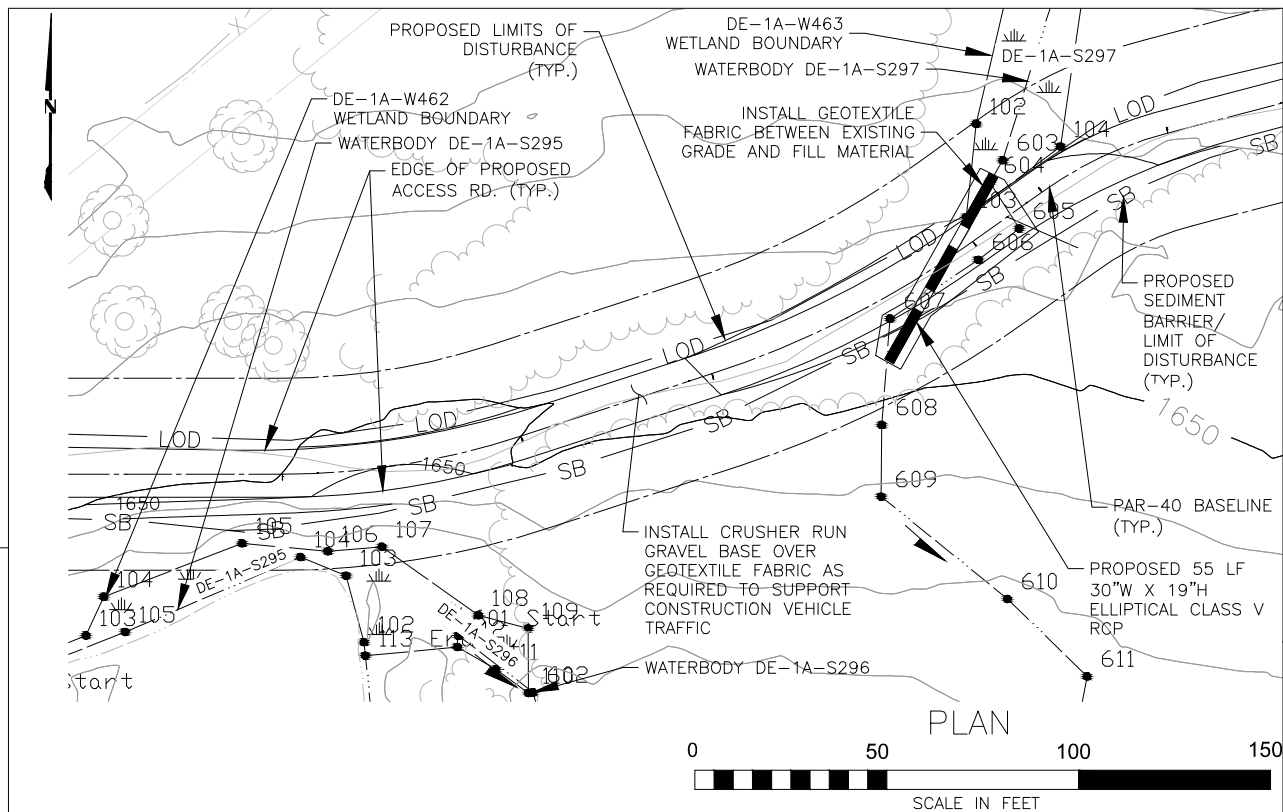 PROPOSED LIMITS OF
DISTURBANCE
(TYP.)
DE-1A-W463
WETLAND BOUNDARY
WATERBODY DE-1A-S297
DE-1A-S297
INSTALL GEOTEXTILE
FABRIC BETWEEN EXISTING
GRADE AND FILL MATERIAL
N
DE-1A-W462
WETLAND BOUNDARY
WATERBODY DE-1A-S295
EDGE OF PROPOSED
ACCESS RD. (TYP.)
102
603
604
104
LOD
SB
103
605
606
SB
LOD
SB
LOD
SB
PROPOSED
SEDIMENT
BARRIER/
LIMIT OF
DISTURBANCE
(TYP.)
608
1650
LOD
LOD
SB
1650
SB
609
1650
SB
SB
SB
105
104
106
107
103
DE-1A-S295
104
105
103
Start
INSTALL CRUSHER RUN
GRAVEL BASE OVER
GEOTEXTILE FABRIC AS
REQUIRED TO SUPPORT
CONSTRUCTION VEHICLE
TRAFFIC
PAR-40 BASELINE
(TYP.)
PROPOSED 55 LF
30"W X 19"H
ELLIPTICAL CLASS V
RCP
610
611
108
109
Start
102
113
DE-1A-S296
WATERBODY DE-1A-S296
PLAN
0 50 100 150
SCALE IN FEET